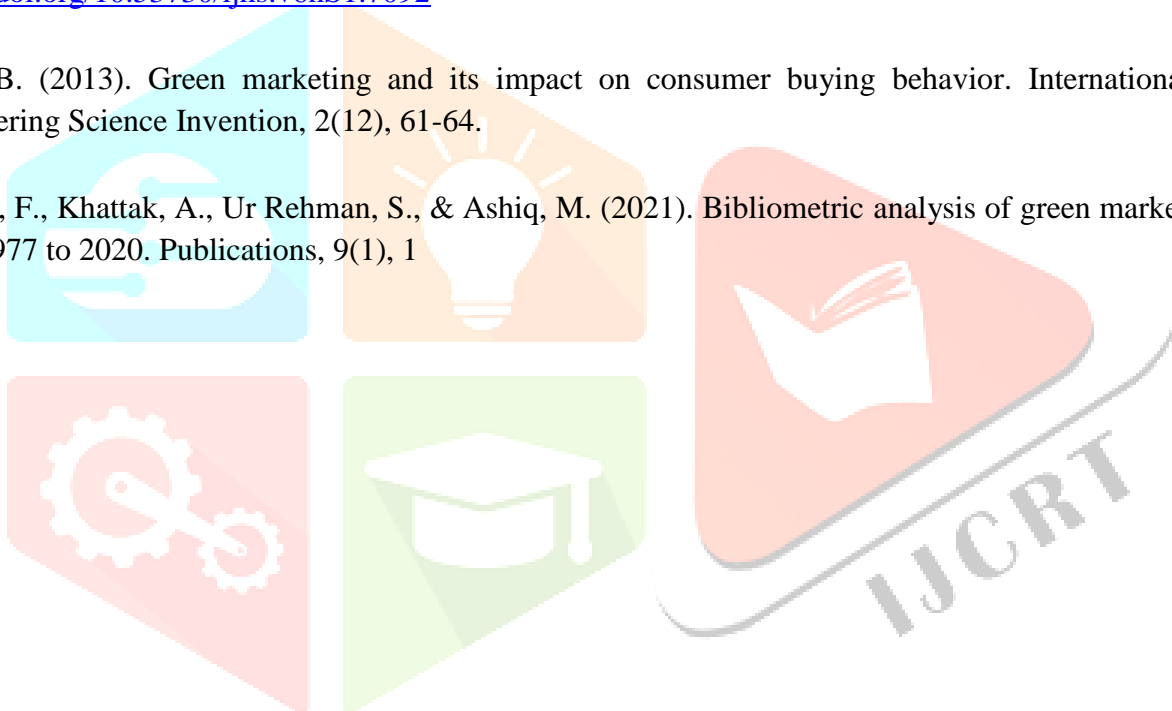 B. (2013). Green marketing and its impact on consumer buying behavior. Internationa
ering Science Invention, 2(12), 61-64.
, F., Khattak, A., Ur Rehman, S., & Ashiq, M. (2021). Bibliometric analysis of green marke
977 to 2020. Publications, 9(1), 1
IJCRT